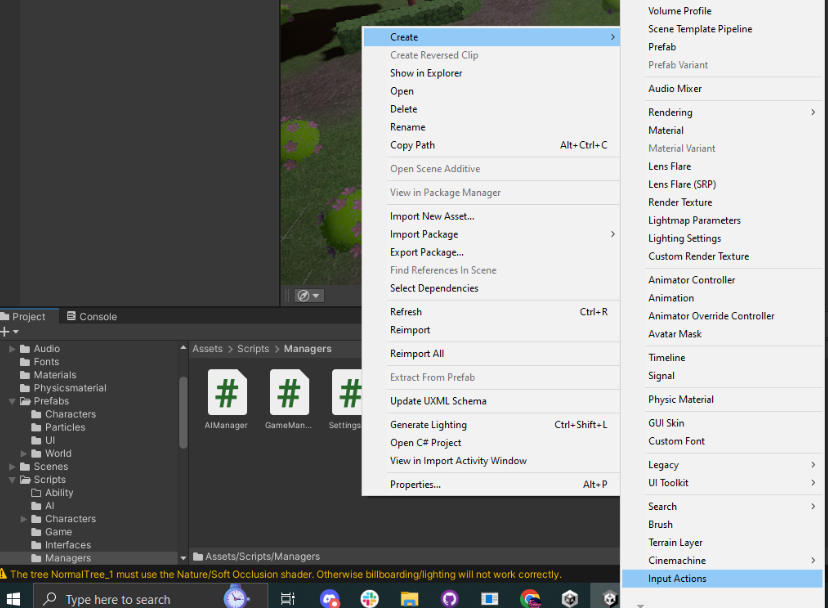 Create
Create Reversed Clip
Show in Explorer
Open
Delete
Rename
Copy Path Alt+Ctrl+C
Open Scene Additive
View in Package Manager
Import New Asset...
Import Package
Export Package...
Find References In Scene
Select Dependencies
Refresh Ctrl+R
Reimport
Reimport All
Extract From Prefab
Update UXML Schema
Generate Lighting Ctrl+Shift+L
Open C# Project
View in Import Activity Window
Properties... Alt+P
Volume Profile
Scene Template Pipeline
Prefab
Prefab Variant
Audio Mixer
Rendering
Material
Material Variant
Lens Flare
Lens Flare (SRP)
Render Texture
Lightmap Parameters
Lighting Settings
Custom Render Texture
Animator Controller
Animation
Animator Override Controller
Avatar Mask
Timeline
Signal
Physic Material
GUI Skin
Custom Font
Legacy
UI Toolkit
Search
Brush
Terrain Layer
Cinemachine
Input Actions
Project
Console
Audio
Fonts
Materials
Physicsmaterial
Prefabs
Characters
Particles
UI
World
Scenes
Scripts
Ability
AI
Characters
Game
Interfaces
Managers
Assets > Scripts > Managers
# # #
AIManager GameMan... Settings
Assets/Scripts/Managers
The tree NormalTree_1 must use the Nature/Soft Occlusion shader. Otherwise billboarding/lighting will not work correctly.
Type here to search